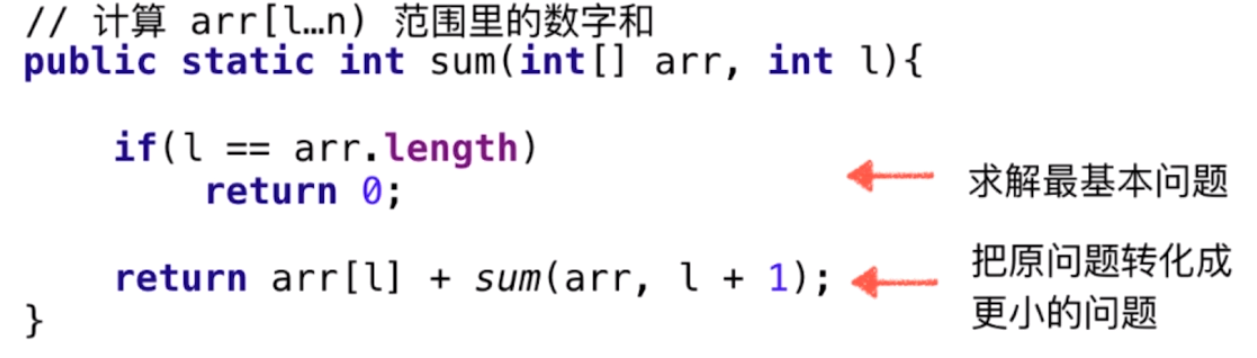 // 计算 arr[l…n) 范围里的数字和
public static int sum(int[] arr, int l){
if(l == arr.length)
return 0;
求解最基本问题
return arr[l] + sum(arr, l + 1);
把原问题转化成
更小的问题
}